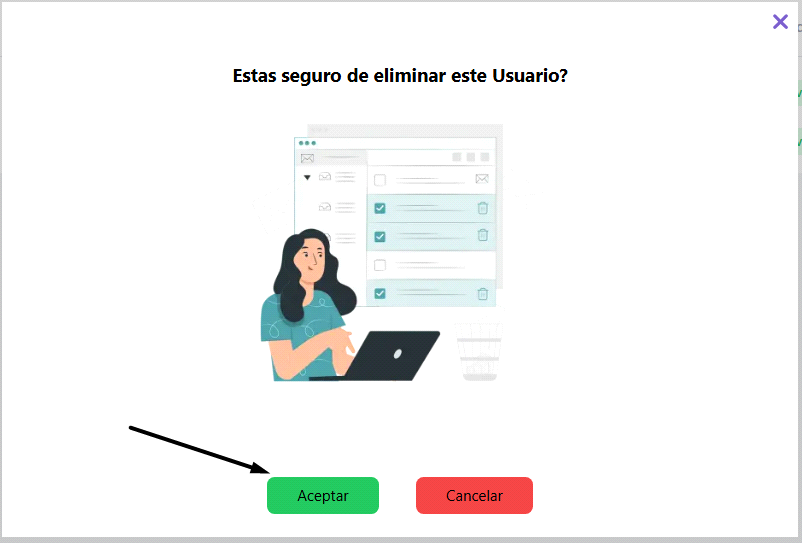 Estas seguro de eliminar este Usuario?
Aceptar
Cancelar